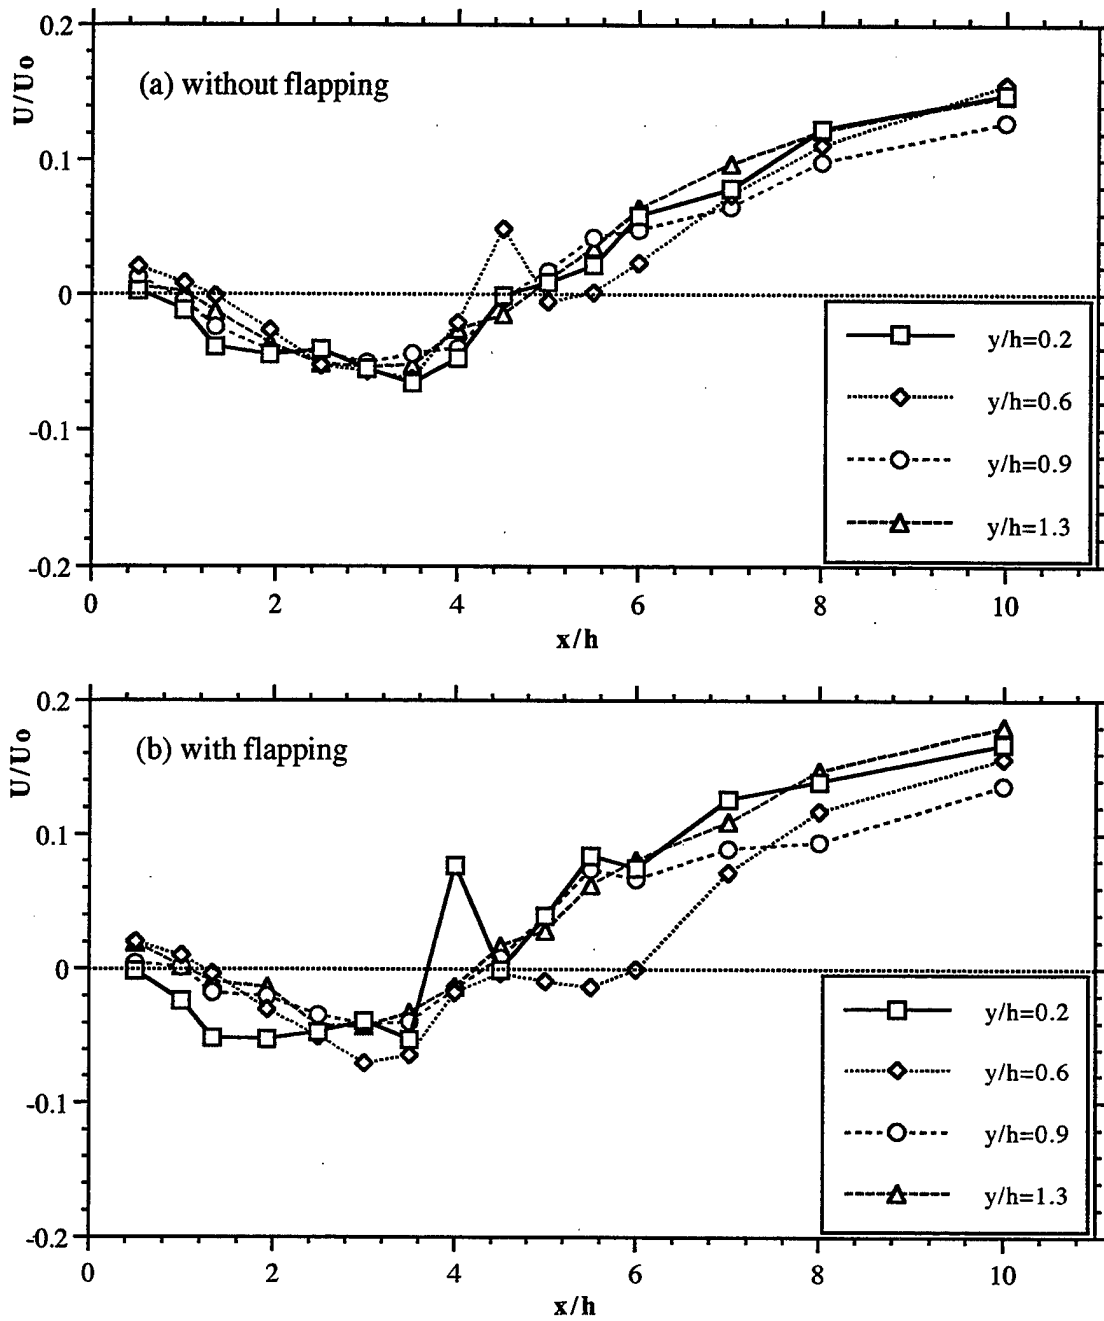 0.2
(a) without flapping
U/Uo
0.1
0
-0.1
-0.2
y/h=0.2
y/h=0.6
y/h=0.9
y/h=1.3
0 2 4 6 8 10
x/h
0.2
(b) with flapping
U/Uo
0.1
0
-0.1
-0.2
y/h=0.2
y/h=0.6
y/h=0.9
y/h=1.3
0 2 4 6 8 10
x/h